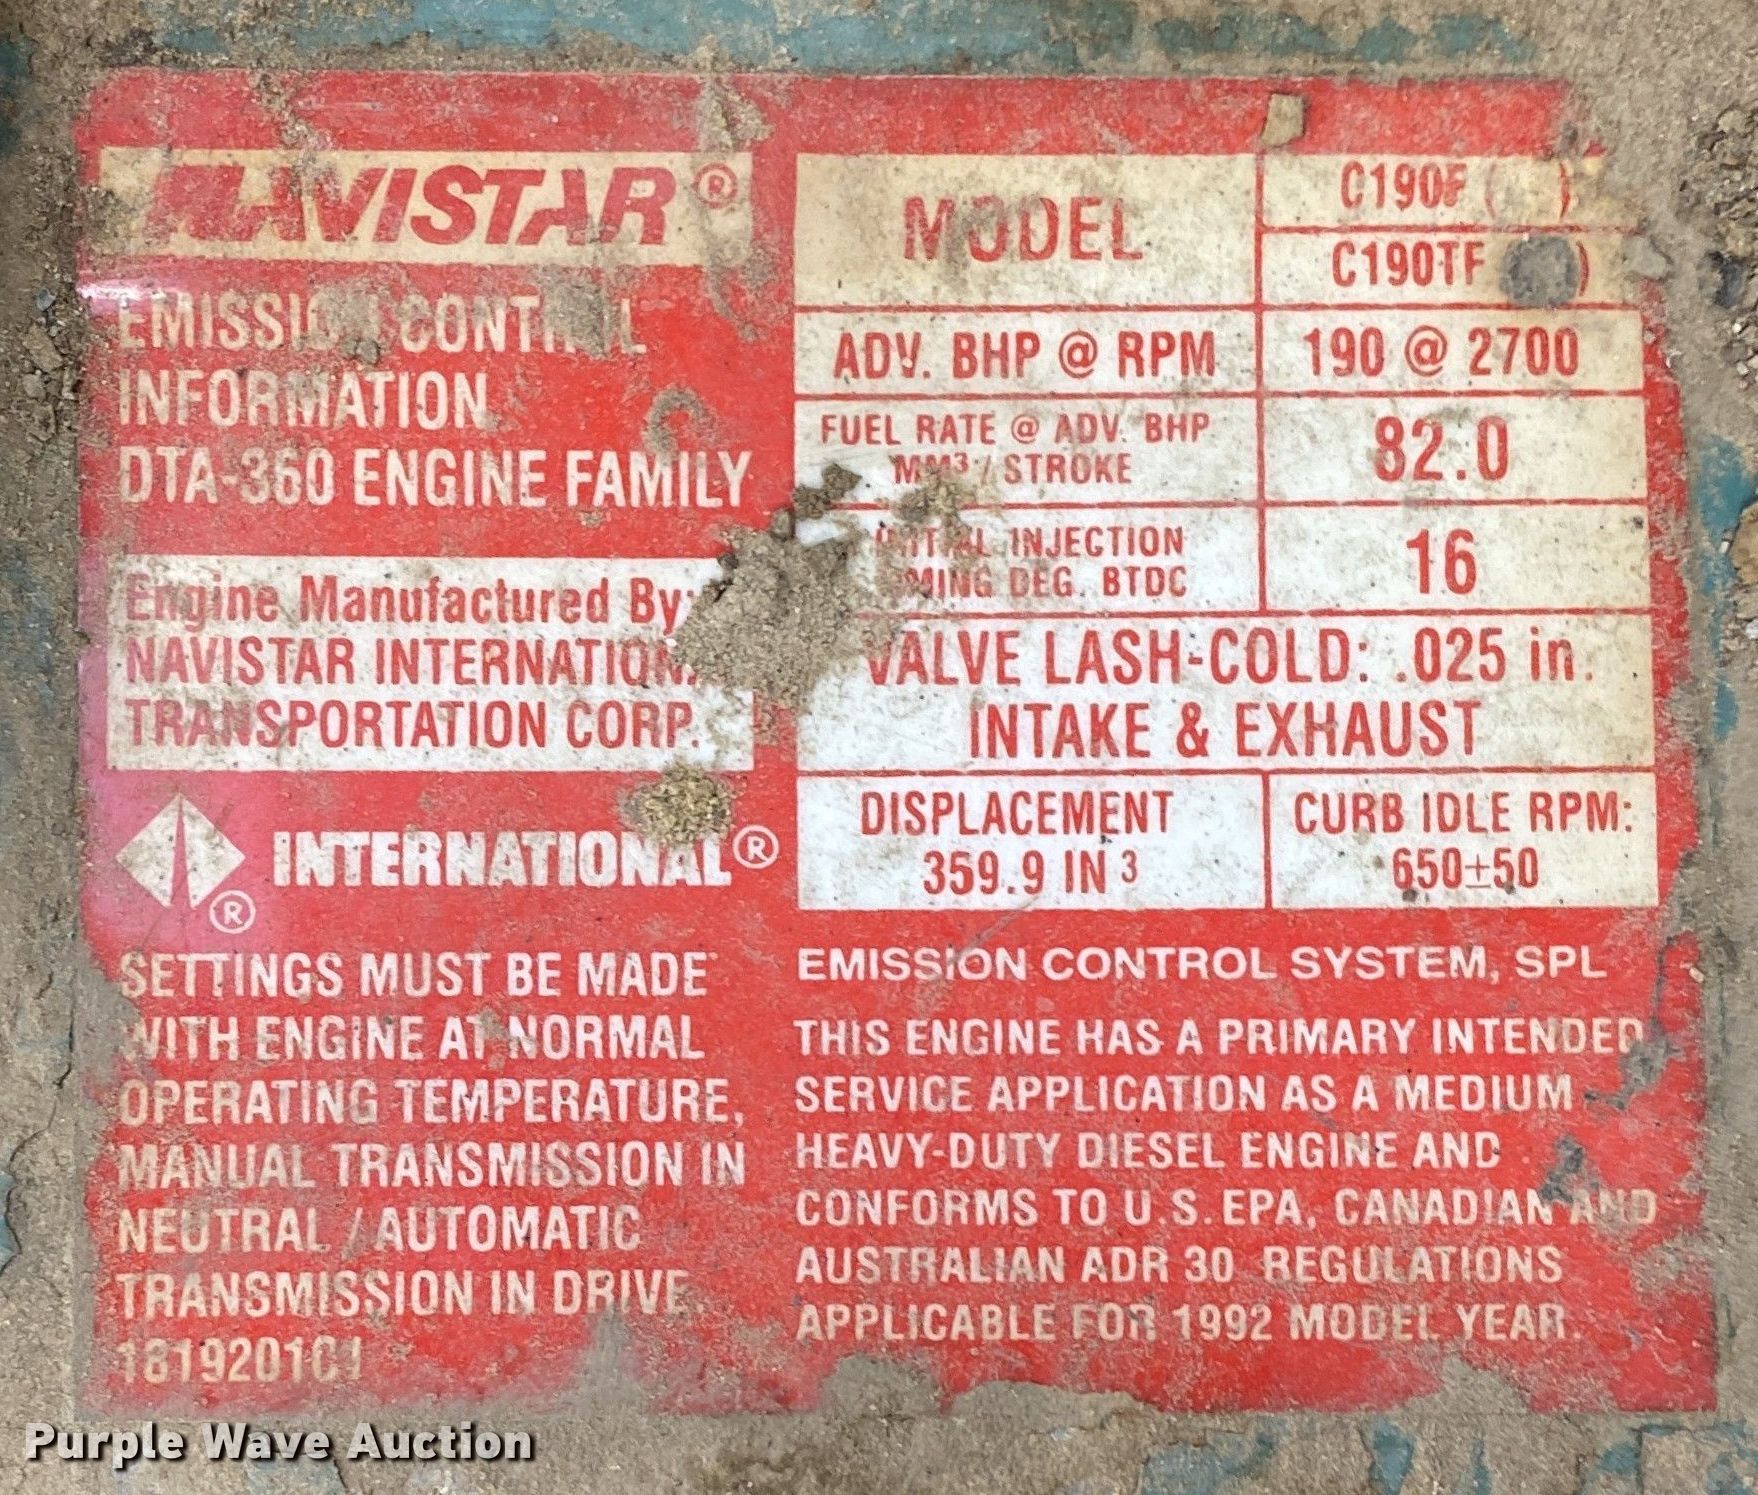 NAVISTAR®
EMISSION CONTROL
INFORMATION
DTA-360 ENGINE FAMILY
Engine Manufactured By:
NAVISTAR INTERNATIONAL
TRANSPORTATION CORP.
INTERNATIONAL®
®
SETTINGS MUST BE MADE
WITH ENGINE AT NORMAL
OPERATING TEMPERATURE,
MANUAL TRANSMISSION IN
NEUTRAL / AUTOMATIC
TRANSMISSION IN DRIVE.
1819201C1
MODEL
C190F ( )
C190TF ( )
ADV. BHP @ RPM 190 @ 2700
FUEL RATE @ ADV. BHP
MM³ / STROKE
82.0
INITIAL INJECTION
TIMING DEG. BTDC
16
VALVE LASH-COLD: .025 in.
INTAKE & EXHAUST
DISPLACEMENT
359.9 IN³
CURB IDLE RPM:
650±50
EMISSION CONTROL SYSTEM, SPL
THIS ENGINE HAS A PRIMARY INTENDED
SERVICE APPLICATION AS A MEDIUM
HEAVY-DUTY DIESEL ENGINE AND
CONFORMS TO U.S. EPA, CANADIAN AND
AUSTRALIAN ADR 30 REGULATIONS
APPLICABLE FOR 1992 MODEL YEAR.
Purple Wave Auction